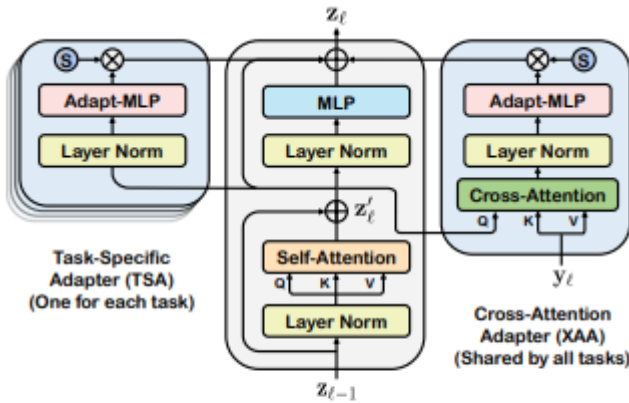 z_ℓ
S
Adapt-MLP
Layer Norm
Task-Specific
Adapter (TSA)
(One for each task)
MLP
Layer Norm
z′_ℓ
Self-Attention
Q K V
Layer Norm
z_{ℓ−1}
S
Adapt-MLP
Layer Norm
Cross-Attention
Q K V
y_ℓ
Cross-Attention
Adapter (XAA)
(Shared by all tasks)